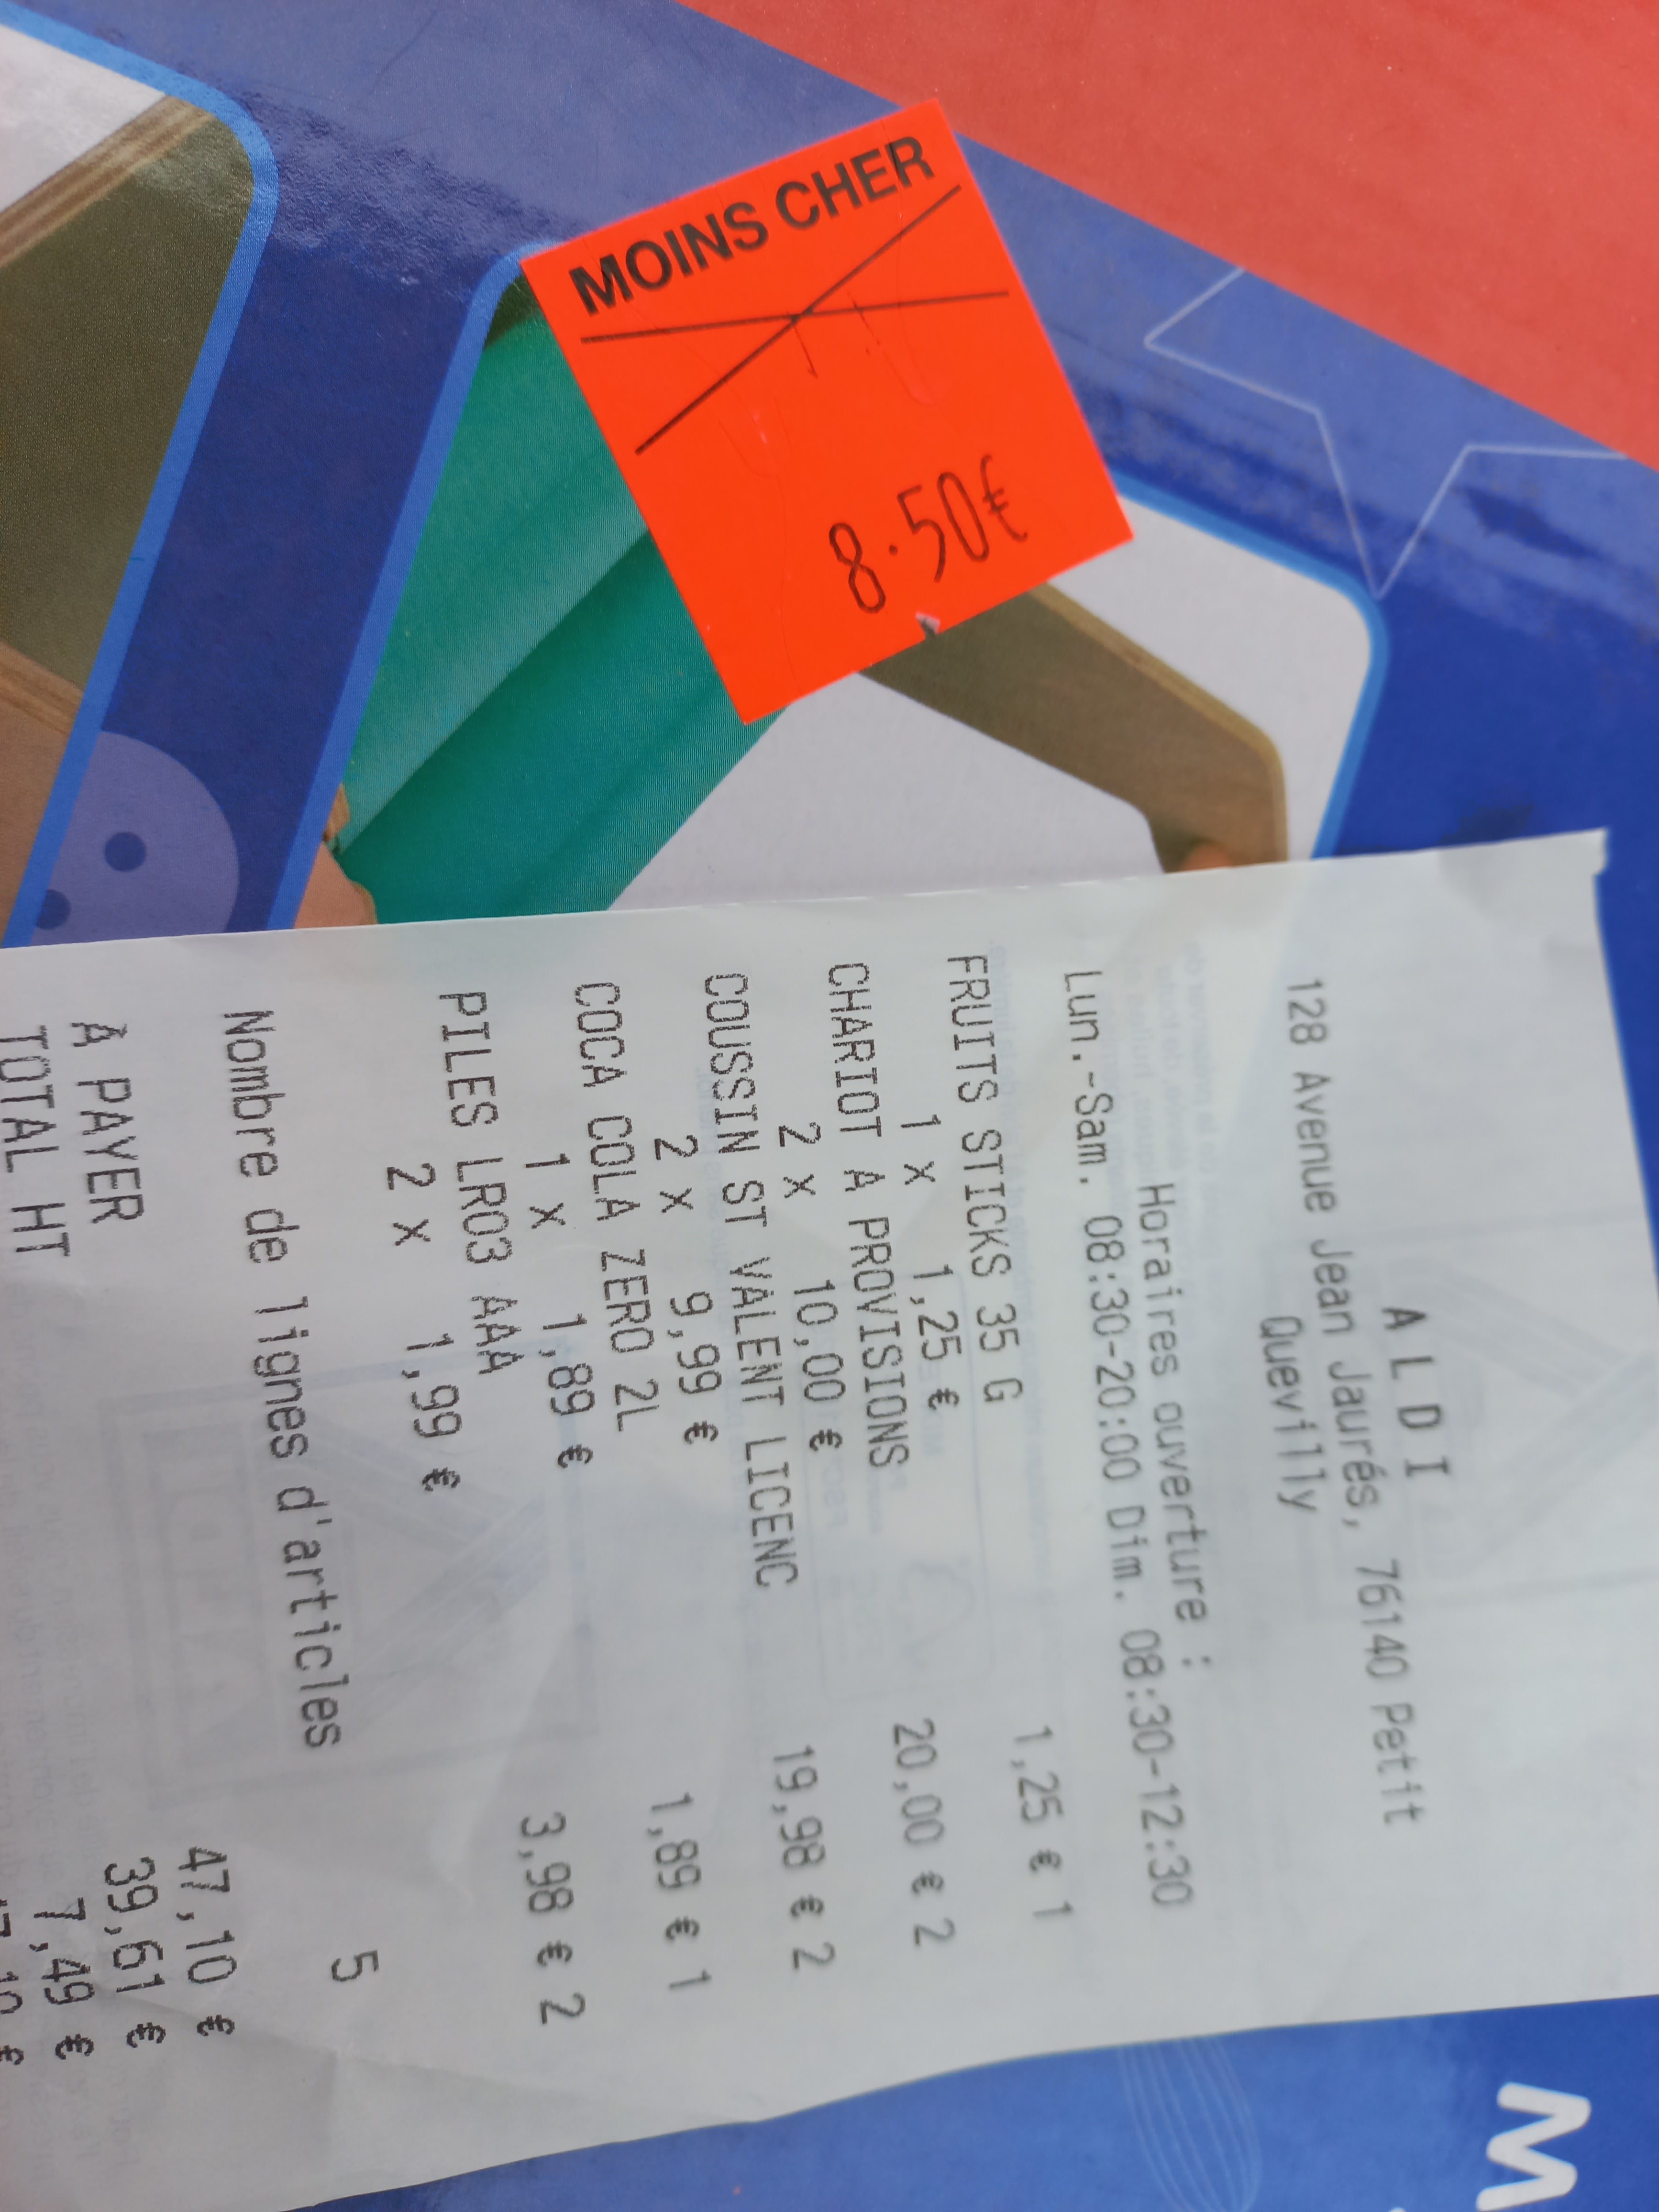 MOINS CHER
8.50€
A L D I
128 Avenue Jean Jaurés, 76140 Petit
Quevilly
Horaires ouverture :
Lun.-Sam. 08:30-20:00 Dim. 08:30-12:30
FRUITS STICKS 35 G
1 x 1,25 € 1,25 € 1
CHARIOT A PROVISIONS
2 x 10,00 € 20,00 € 2
COUSSIN ST VALENT LICENC
2 x 9,99 € 19,98 € 2
COCA COLA ZERO 2L
1 x 1,89 € 1,89 € 1
PILES LR03 AAA
2 x 1,99 € 3,98 € 2
Nombre de lignes d'articles 5
A PAYER 47,10 €
TOTAL HT 39,61 €
7,49 €